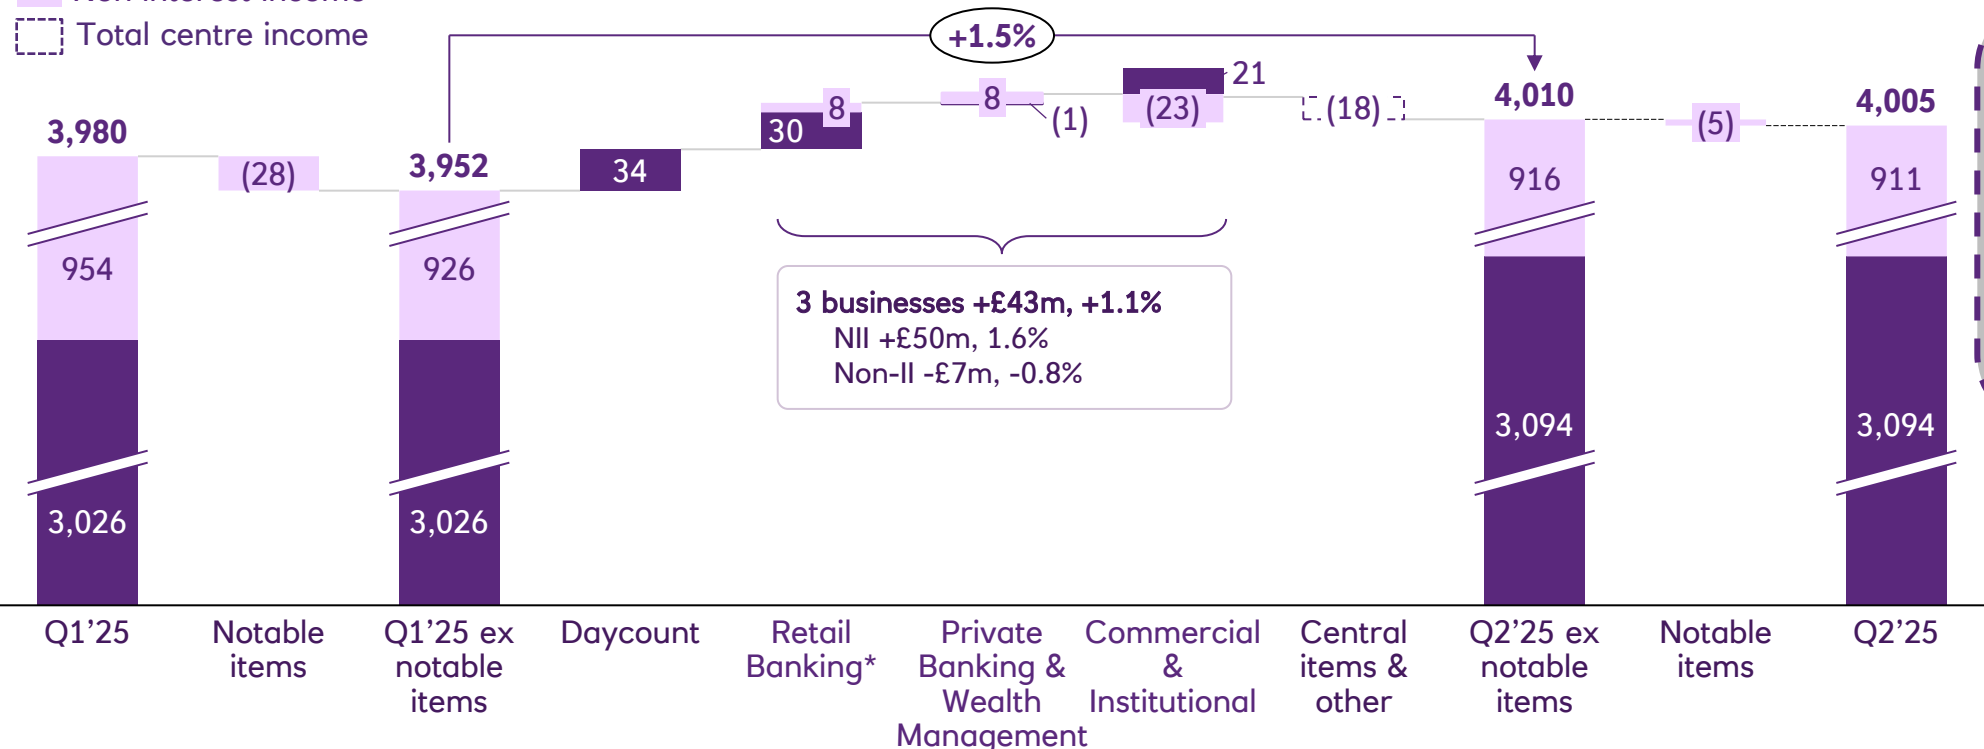 Total centre income
+1.5%
3,980
(28)
3,952
34
30
8
8
(1)
(23)
21
(18)
4,010
(5)
4,005
954
926
916
911
3 businesses +£43m, +1.1%
NII +£50m, 1.6%
Non-II -£7m, -0.8%
3,026
3,026
3,094
3,094
Q1’25
Notable
items
Q1’25 ex
notable
items
Daycount
Retail
Banking*
Private
Banking &
Wealth
Management
Commercial
&
Institutional
Central
items &
other
Q2’25 ex
notable
items
Notable
items
Q2’25